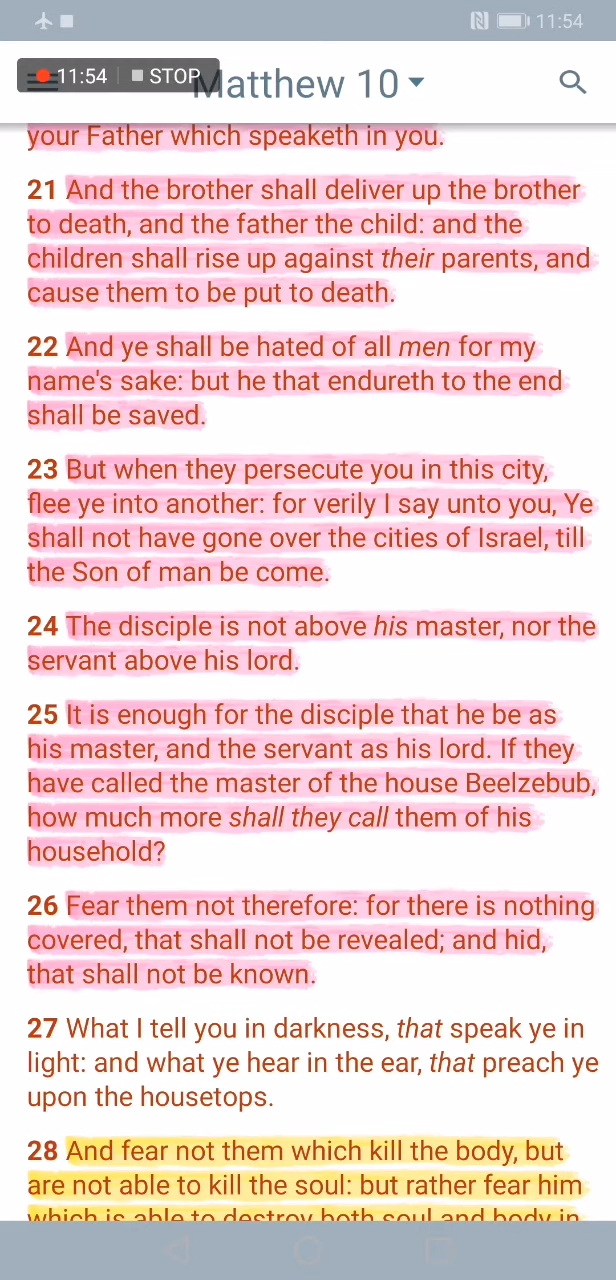 11:54
11:54 STOP
Matthew 10
your Father which speaketh in you.
21 And the brother shall deliver up the brother
to death, and the father the child: and the
children shall rise up against their parents, and
cause them to be put to death.
22 And ye shall be hated of all men for my
name's sake: but he that endureth to the end
shall be saved.
23 But when they persecute you in this city,
flee ye into another: for verily I say unto you, Ye
shall not have gone over the cities of Israel, till
the Son of man be come.
24 The disciple is not above his master, nor the
servant above his lord.
25 It is enough for the disciple that he be as
his master, and the servant as his lord. If they
have called the master of the house Beelzebub,
how much more shall they call them of his
household?
26 Fear them not therefore: for there is nothing
covered, that shall not be revealed; and hid,
that shall not be known.
27 What I tell you in darkness, that speak ye in
light: and what ye hear in the ear, that preach ye
upon the housetops.
28 And fear not them which kill the body, but
are not able to kill the soul: but rather fear him
which is able to destroy both soul and body in